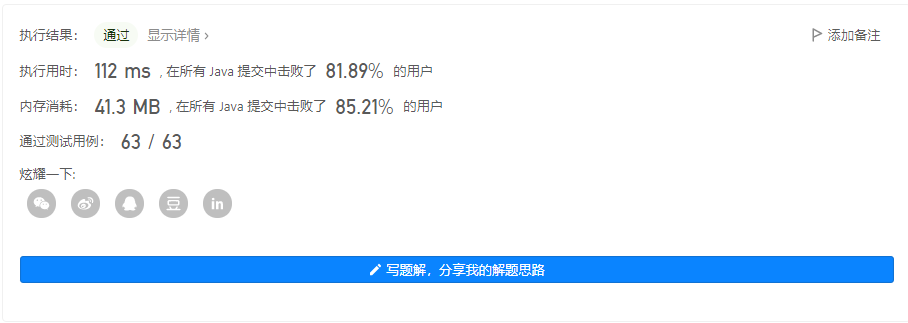 执行结果： 通过 显示详情 › 添加备注
执行用时： 112 ms , 在所有 Java 提交中击败了 81.89% 的用户
内存消耗： 41.3 MB , 在所有 Java 提交中击败了 85.21% 的用户
通过测试用例： 63 / 63
炫耀一下:
豆 in
写题解，分享我的解题思路